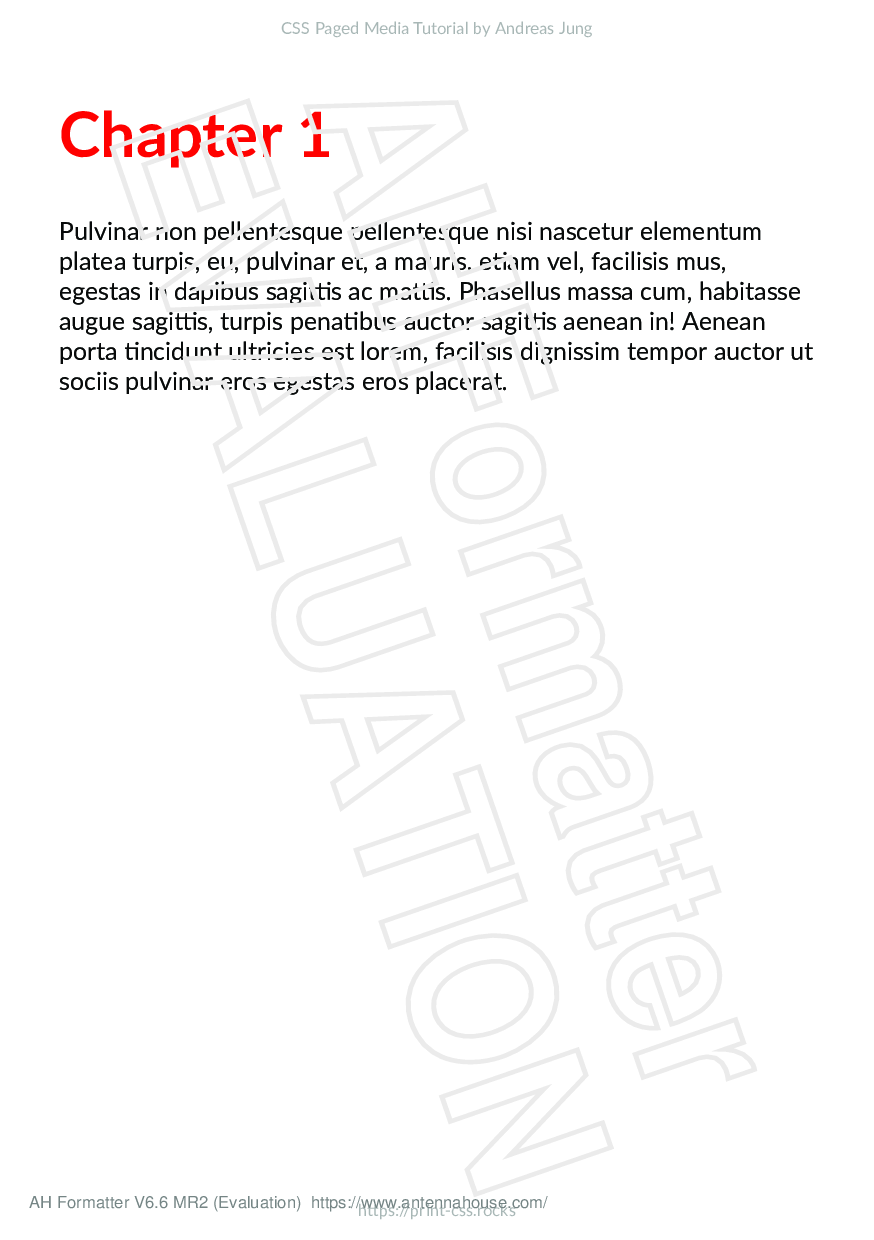 CSS Paged Media Tutorial by Andreas Jung
Chapter 1
Pulvinar non pellentesque pellentesque nisi nascetur elementum
platea turpis, eu, pulvinar et, a mauris. etiam vel, facilisis mus,
egestas in dapibus sagittis ac mattis. Phasellus massa cum, habitasse
augue sagittis, turpis penatibus auctor sagittis aenean in! Aenean
porta tincidunt ultricies est lorem, facilisis dignissim tempor auctor ut
sociis pulvinar eros egestas eros placerat.
AHFormatter
EVALUATION
AH Formatter V6.6 MR2 (Evaluation) https://www.antennahouse.com/
https://print-css.rocks